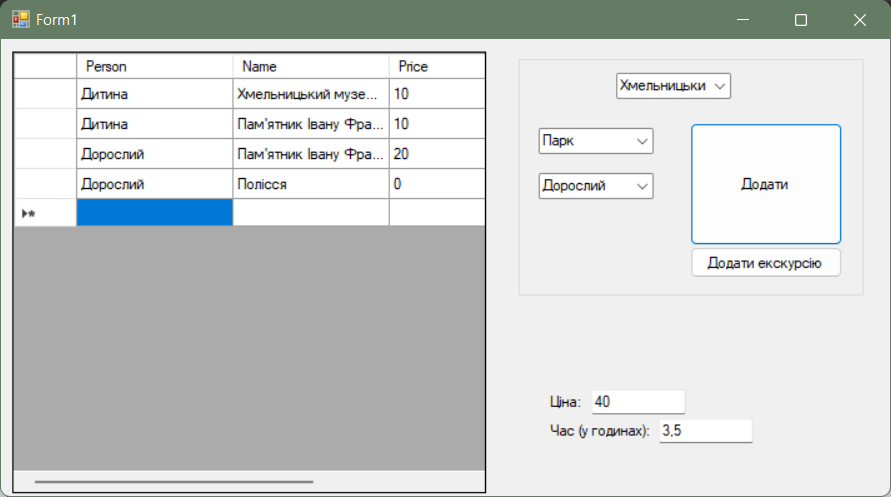 Form1
Person Name Price
Дитина Хмельницький музе... 10
Дитина Пам'ятник Івану Фра... 10
Дорослий Пам'ятник Івану Фра... 20
Дорослий Полісся 0
Хмельницьки
Парк
Дорослий
Додати
Додати екскурсію
Ціна: 40
Час (у годинах): 3,5